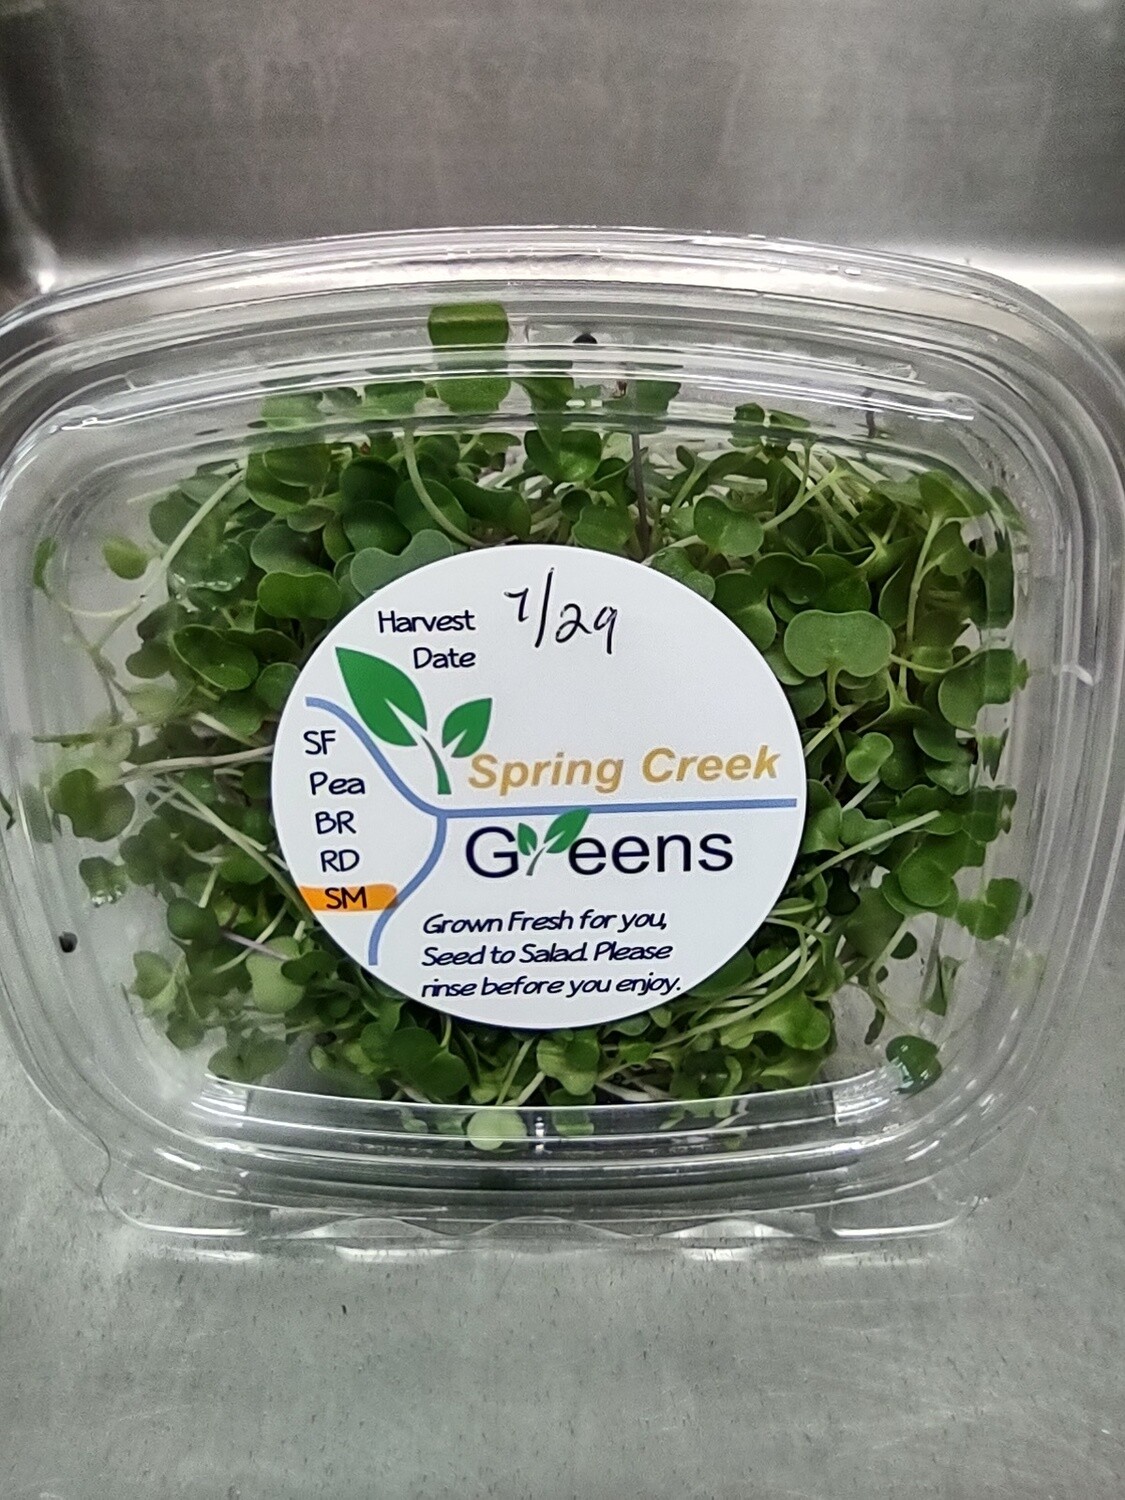 Harvest 7/29
Date
SF
Pea
BR
RD
SM
Spring Creek
Greens
Grown Fresh for you,
Seed to Salad. Please
rinse before you enjoy.